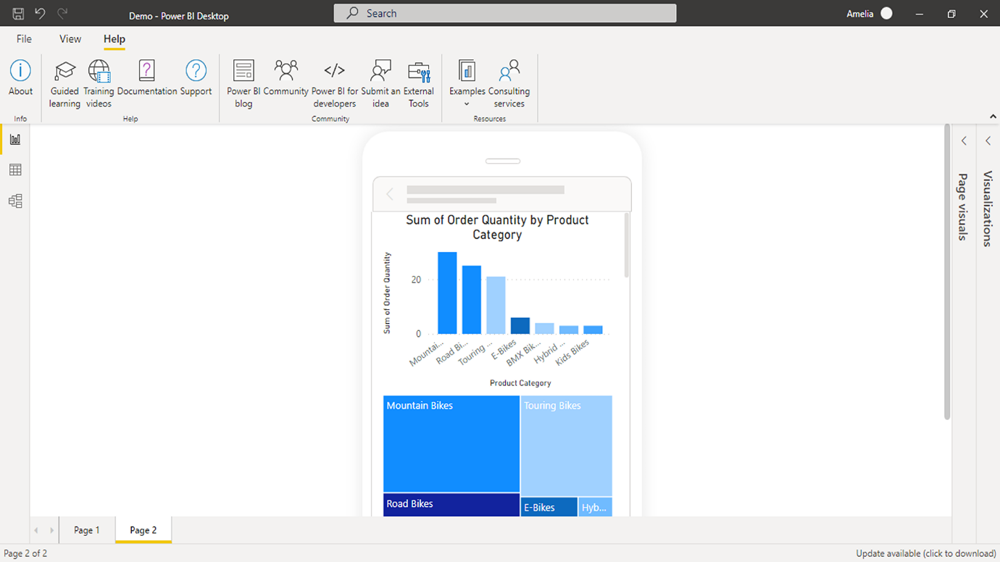 Demo - Power BI Desktop
Search
Amelia
File
View
Help
About
Guided
learning
Training
videos
Documentation
Support
Power BI
blog
Community
Power BI for
developers
Submit an
idea
External
Tools
Examples
Consulting
services
Info
Help
Community
Resources
Sum of Order Quantity by Product
Category
Sum of Order Quantity
20
0
Mountai...
Road Bi...
Touring ...
E-Bikes
BMX Bik...
Hybrid ...
Kids Bikes
Product Category
Mountain Bikes
Touring Bikes
Road Bikes
E-Bikes
Hyb...
Page visuals
Visualizations
Page 1
Page 2
Page 2 of 2
Update available (click to download)